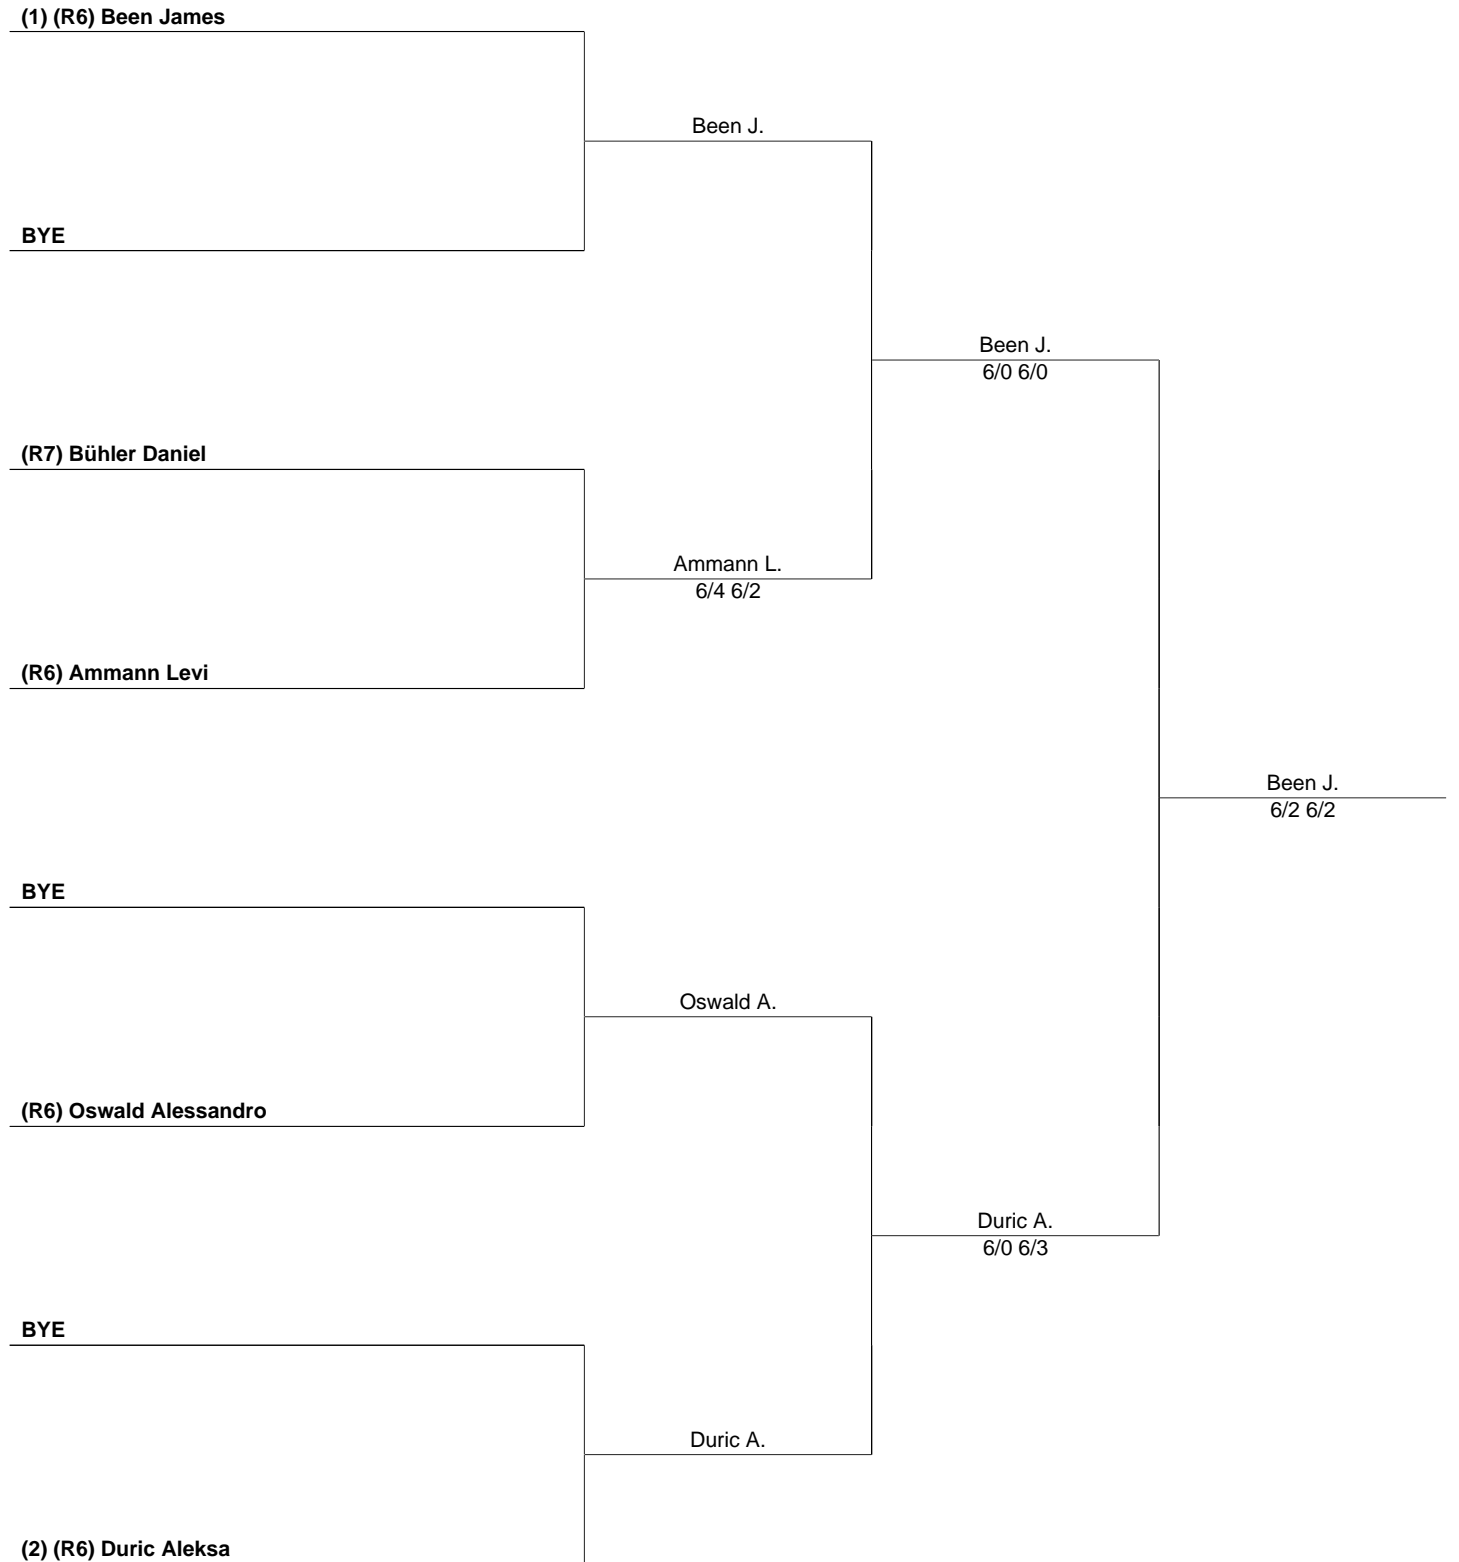 (1) (R6) Been James
Been J.
BYE
Been J.
6/0 6/0
(R7) Bühler Daniel
Ammann L.
6/4 6/2
(R6) Ammann Levi
Been J.
6/2 6/2
BYE
Oswald A.
(R6) Oswald Alessandro
Duric A.
6/0 6/3
BYE
Duric A.
(2) (R6) Duric Aleksa